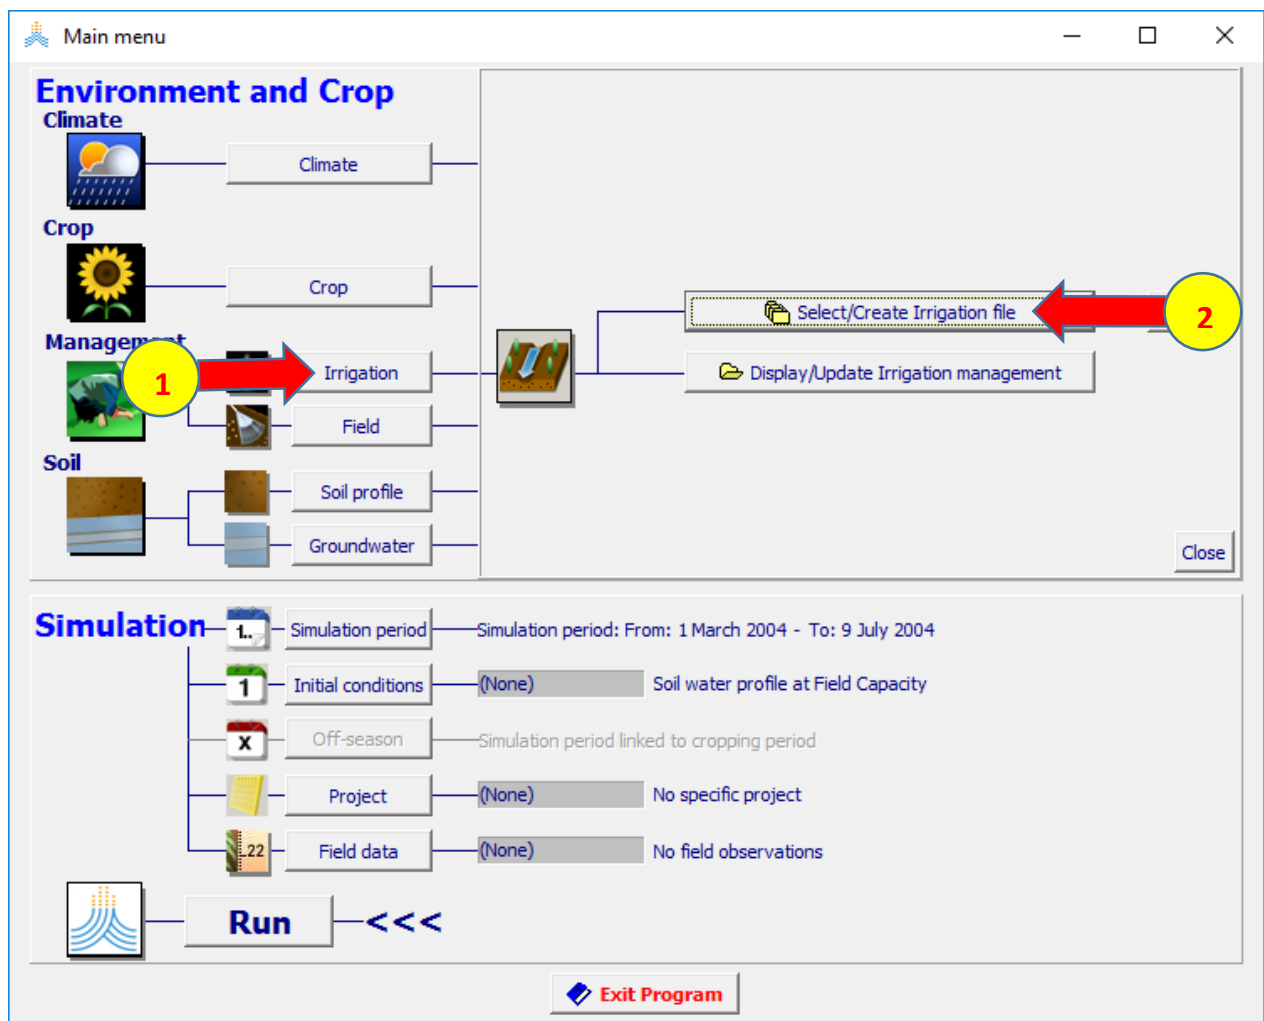 Main menu
Environment and Crop
Climate
Climate
Crop
Crop
Select/Create Irrigation file
2
Management
1
Irrigation
Display/Update Irrigation management
Field
Soil
Soil profile
Groundwater
Close
Simulation
1..
Simulation period
Simulation period: From: 1 March 2004 - To: 9 July 2004
1
Initial conditions
(None)
Soil water profile at Field Capacity
x
Off-season
Simulation period linked to cropping period
Project
(None)
No specific project
..22
Field data
(None)
No field observations
Run
<<<
Exit Program